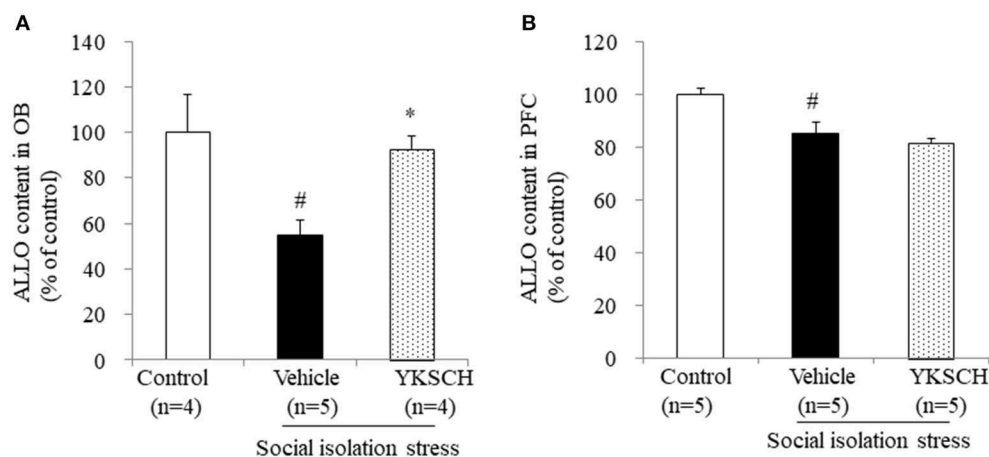 A
ALLO content in OB
(% of control)
140
120
100
80
60
40
20
0
#
*
Control
(n=4)
Vehicle
(n=5)
YKSCH
(n=4)
Social isolation stress
B
ALLO content in PFC
(% of control)
120
100
80
60
40
20
0
#
Control
(n=5)
Vehicle
(n=5)
YKSCH
(n=5)
Social isolation stress